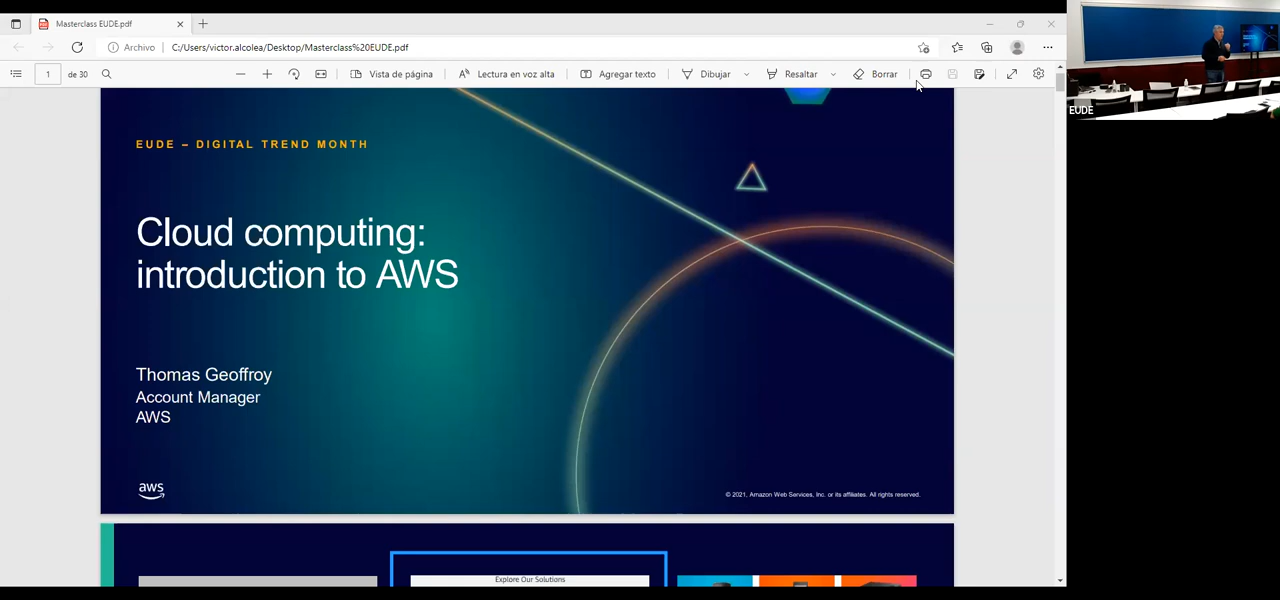 Masterclass EUDE.pdf
Archivo
C:/Users/victor.alcolea/Desktop/Masterclass%20EUDE.pdf
1
de 30
Vista de página
Lectura en voz alta
Agregar texto
Dibujar
Resaltar
Borrar
EUDE
EUDE – DIGITAL TREND MONTH
Cloud computing:
introduction to AWS
Thomas Geoffroy
Account Manager
AWS
aws
© 2021, Amazon Web Services, Inc. or its affiliates. All rights reserved.
Explore Our Solutions